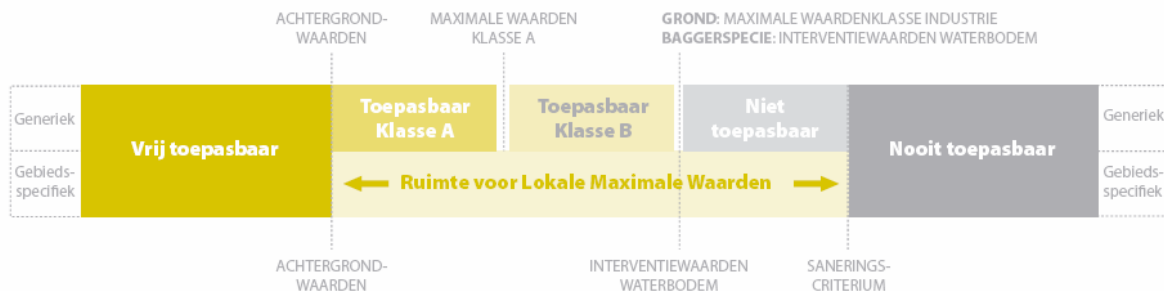 ACHTERGROND-
WAARDEN
MAXIMALE WAARDEN
KLASSE A
GROND: MAXIMALE WAARDENKLASSE INDUSTRIE
BAGGERSPECIE: INTERVENTIEWAARDEN WATERBODEM
Generiek
Gebieds-
specifiek
Vrij toepasbaar
Toepasbaar
Klasse A
Toepasbaar
Klasse B
Niet
toepasbaar
Ruimte voor Lokale Maximale Waarden
Nooit toepasbaar
Generiek
Gebieds-
specifiek
ACHTERGROND-
WAARDEN
INTERVENTIEWAARDEN
WATERBODEM
SANERINGS-
CRITERIUM